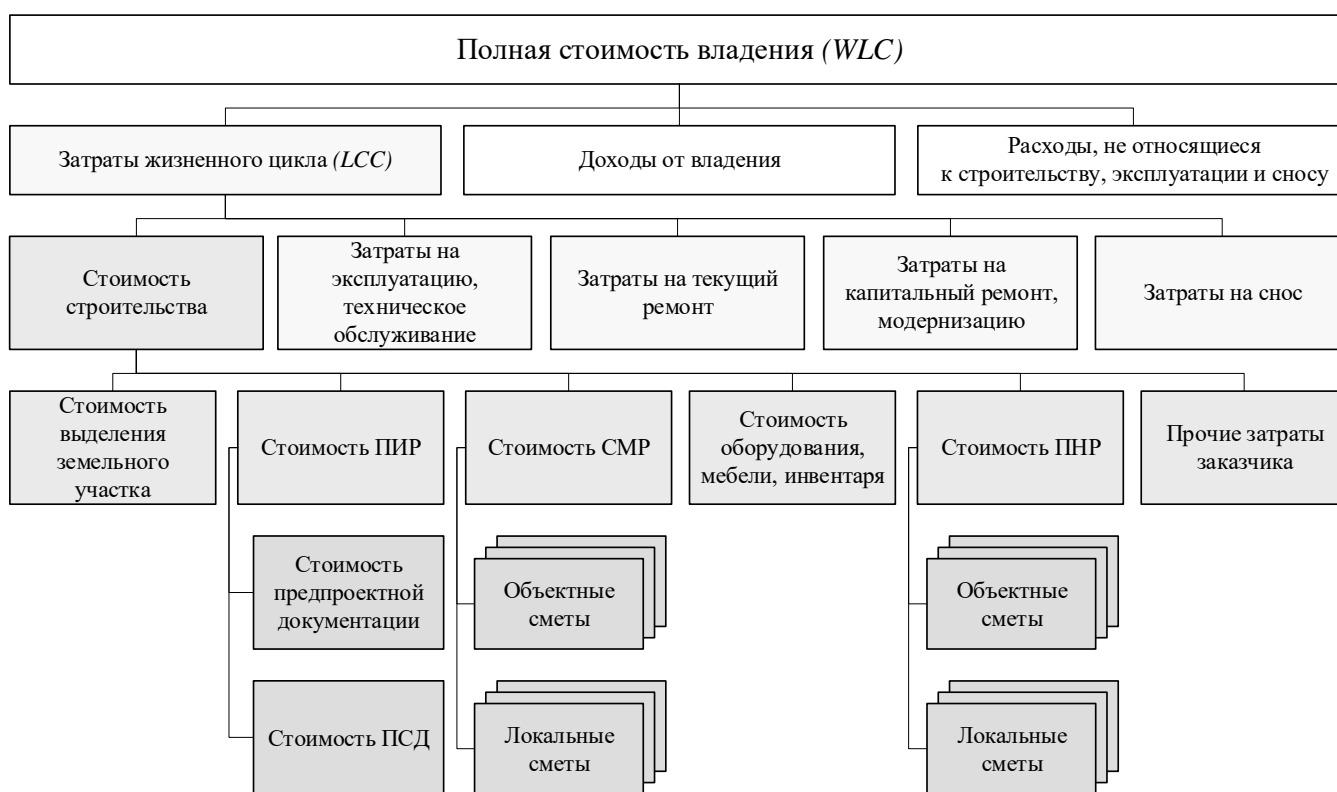 Полная стоимость владения (WLC)
Затраты жизненного цикла (LCC)
Доходы от владения
Расходы, не относящиеся
к строительству, эксплуатации и сносу
Стоимость
строительства
Затраты на
эксплуатацию,
техническое
обслуживание
Затраты на текущий
ремонт
Затраты на
капитальный ремонт,
модернизацию
Затраты на снос
Стоимость
выделения
земельного
участка
Стоимость ПИР
Стоимость СМР
Стоимость
оборудования,
мебели, инвентаря
Стоимость ПНР
Прочие затраты
заказчика
Стоимость
предпроектной
документации
Объектные
сметы
Объектные
сметы
Стоимость ПСД
Локальные
сметы
Локальные
сметы